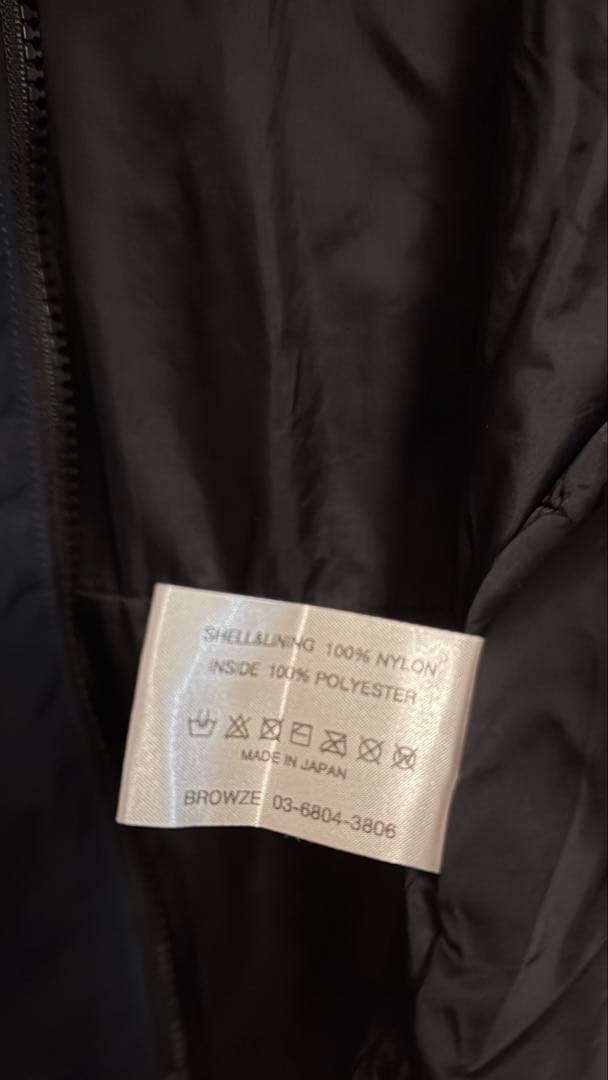 SHELL&LINING 100% NYLON
INSIDE 100% POLYESTER
MADE IN JAPAN
BROWZE 03-6804-3806